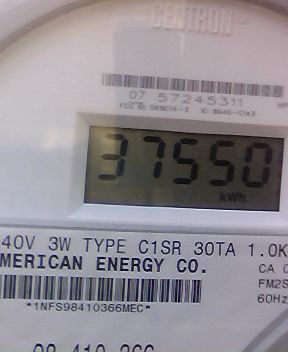 CENTRON®
07 57245311
37550
kWh
40V 3W TYPE C1SR 30TA 1.0K
MERICAN ENERGY CO.
CA 0
FM2S
*1NFS98410366MEC*
60Hz